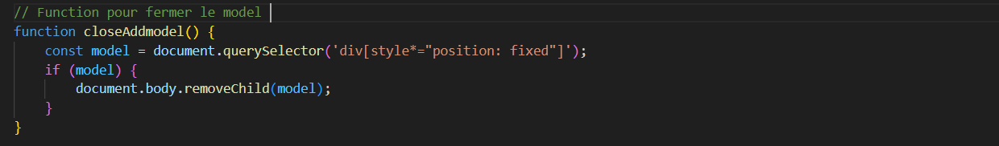 // Function pour fermer le model
function closeAddmodel() {
    const model = document.querySelector('div[style*="position: fixed"]');
    if (model) {
        document.body.removeChild(model);
    }
}